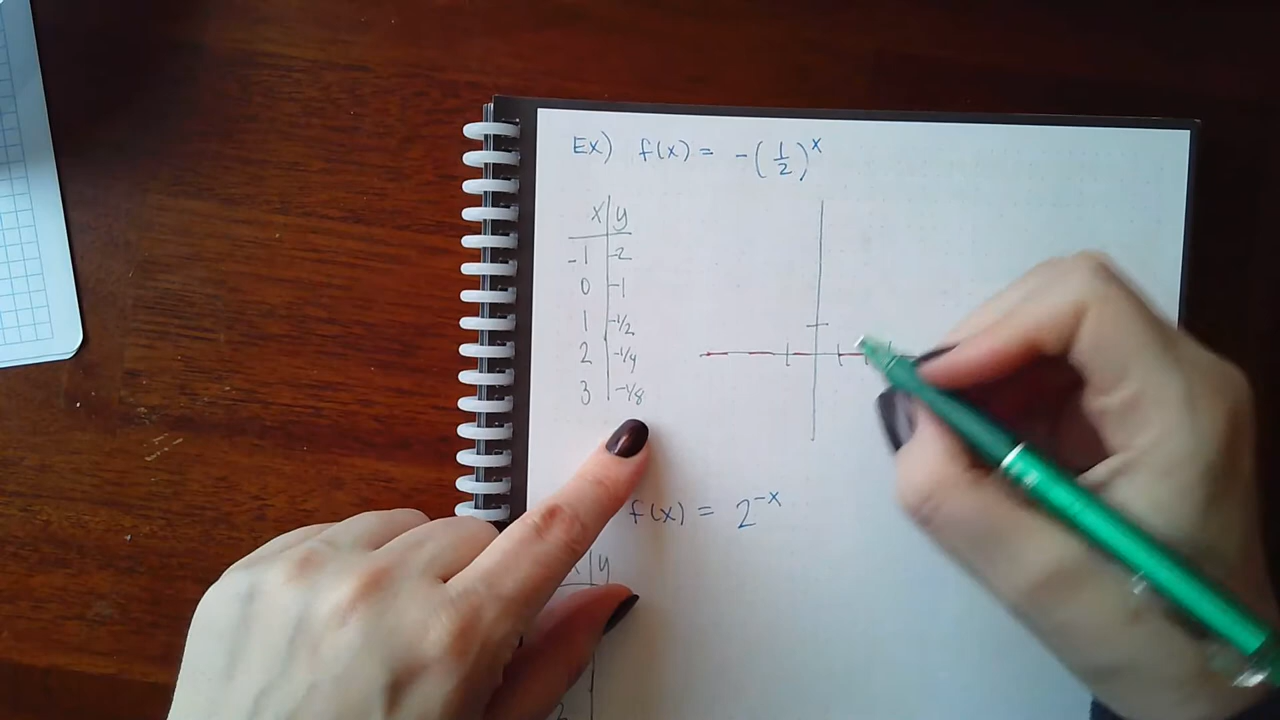 Ex) f(x) = -(1/2)^x
x y
-1 -2
0 -1
1 -1/2
2 -1/4
3 -1/8
f(x) = 2^-x
x y